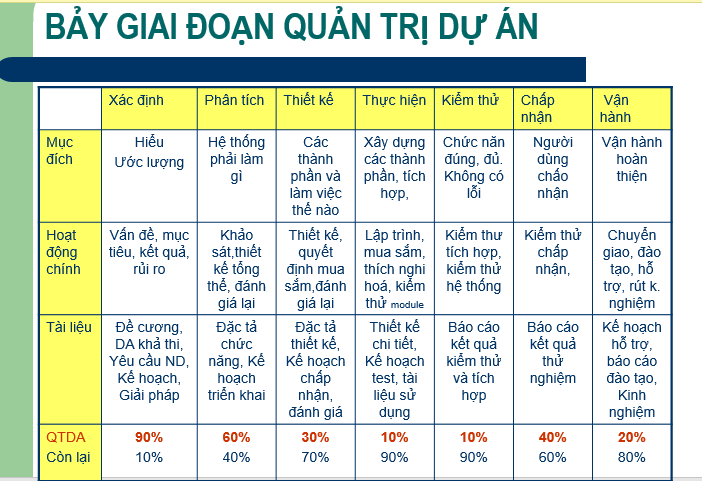 BẢY GIAI ĐOẠN QUẢN TRỊ DỰ ÁN
Xác định Phân tích Thiết kế Thực hiện Kiểm thử Chấp nhận Vận hành
Mục đích
Hiểu
Ước lượng
Hệ thống
phải làm
gì
Các
thành
phần và
làm việc
thế nào
Xây dựng
các thành
phần, tích
hợp,
Chức năn
đúng, đủ.
Không có
lỗi
Người
dùng
chấo
nhận
Vận hành
hoàn
thiện
Hoạt
động
chính
Vấn đề, mục
tiêu, kết quả,
rủi ro
Khảo
sát,thiết
kế tổng
thể, đánh
giá lại
Thiết kế,
quyết
định mua
sắm,đánh
giá lại
Lập trình,
mua sắm,
thích nghi
hoá, kiểm
thử module
Kiểm thư
tích hợp,
kiểm thử
hệ thống
Kiểm thử
chấp
nhận,
Chuyển
giao, đào
tạo, hỗ
trợ, rút k.
nghiệm
Tài liệu
Đề cương,
DA khả thi,
Yêu cầu ND,
Kế hoạch,
Giải pháp
Đặc tả
chức
năng, Kế
hoạch
triển khai
Đặc tả
thiết kế,
Kế hoạch
chấp
nhận,
đánh giá
Thiết kế
chi tiết,
Kế hoạch
test, tài
liệu sử
dụng
Báo cáo
kết quả
kiểm thử
và tích
hợp
Báo cáo
kết quả
thử
nghiệm
Kế hoạch
hỗ trợ,
báo cáo
đào tạo,
Kinh
nghiệm
QTDA 90% 60% 30% 10% 10% 40% 20%
Còn lại 10% 40% 70% 90% 90% 60% 80%